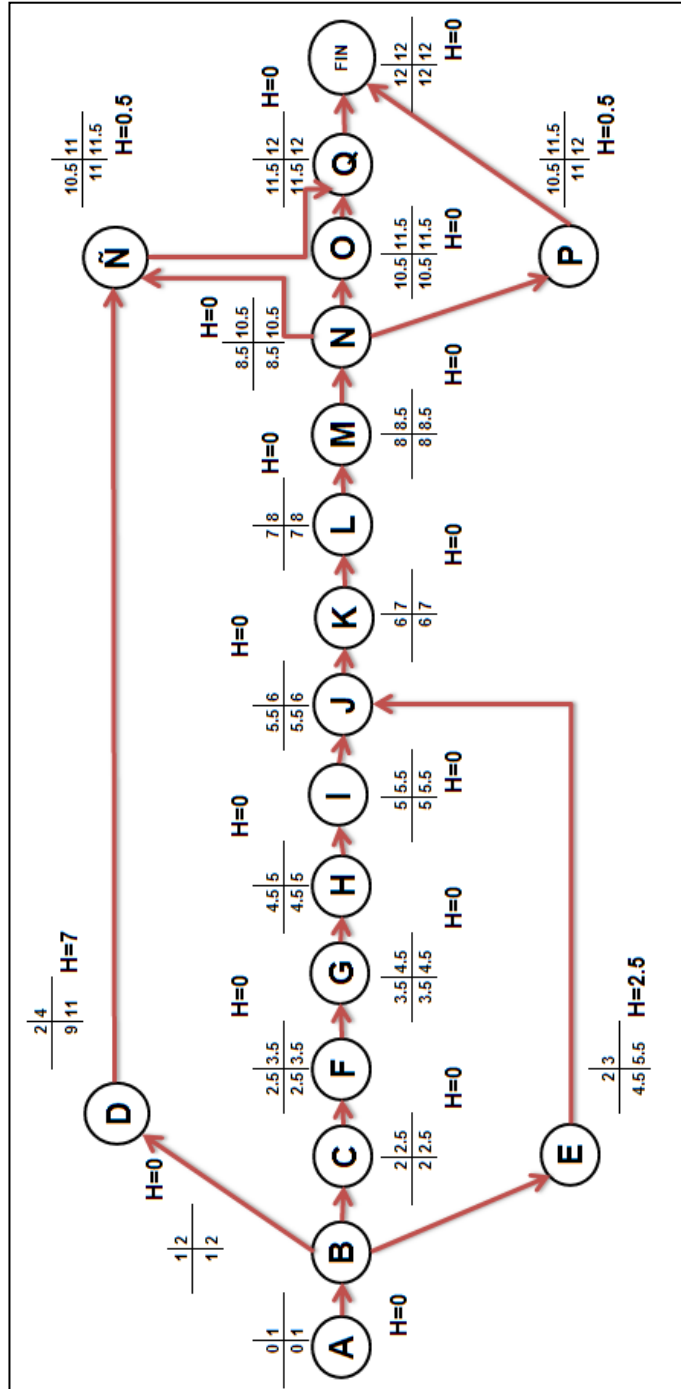 A
0 1
0 1
H=0
B
1 2
1 2
H=0
D
2 4
9 11
H=7
C
2 2.5
2 2.5
H=0
E
2 3
4.5 5.5
H=2.5
F
2.5 3.5
2.5 3.5
H=0
G
3.5 4.5
3.5 4.5
H=0
H
4.5 5
4.5 5
H=0
I
5 5.5
5 5.5
H=0
J
5.5 6
5.5 6
H=0
K
6 7
6 7
H=0
L
7 8
7 8
H=0
M
8 8.5
8 8.5
H=0
N
8.5 10.5
8.5 10.5
H=0
Ñ
10.5 11
11 11.5
H=0.5
O
10.5 11.5
10.5 11.5
H=0
P
10.5 11.5
11 12
H=0.5
Q
11.5 12
11.5 12
H=0
FIN
12 12
12 12
H=0